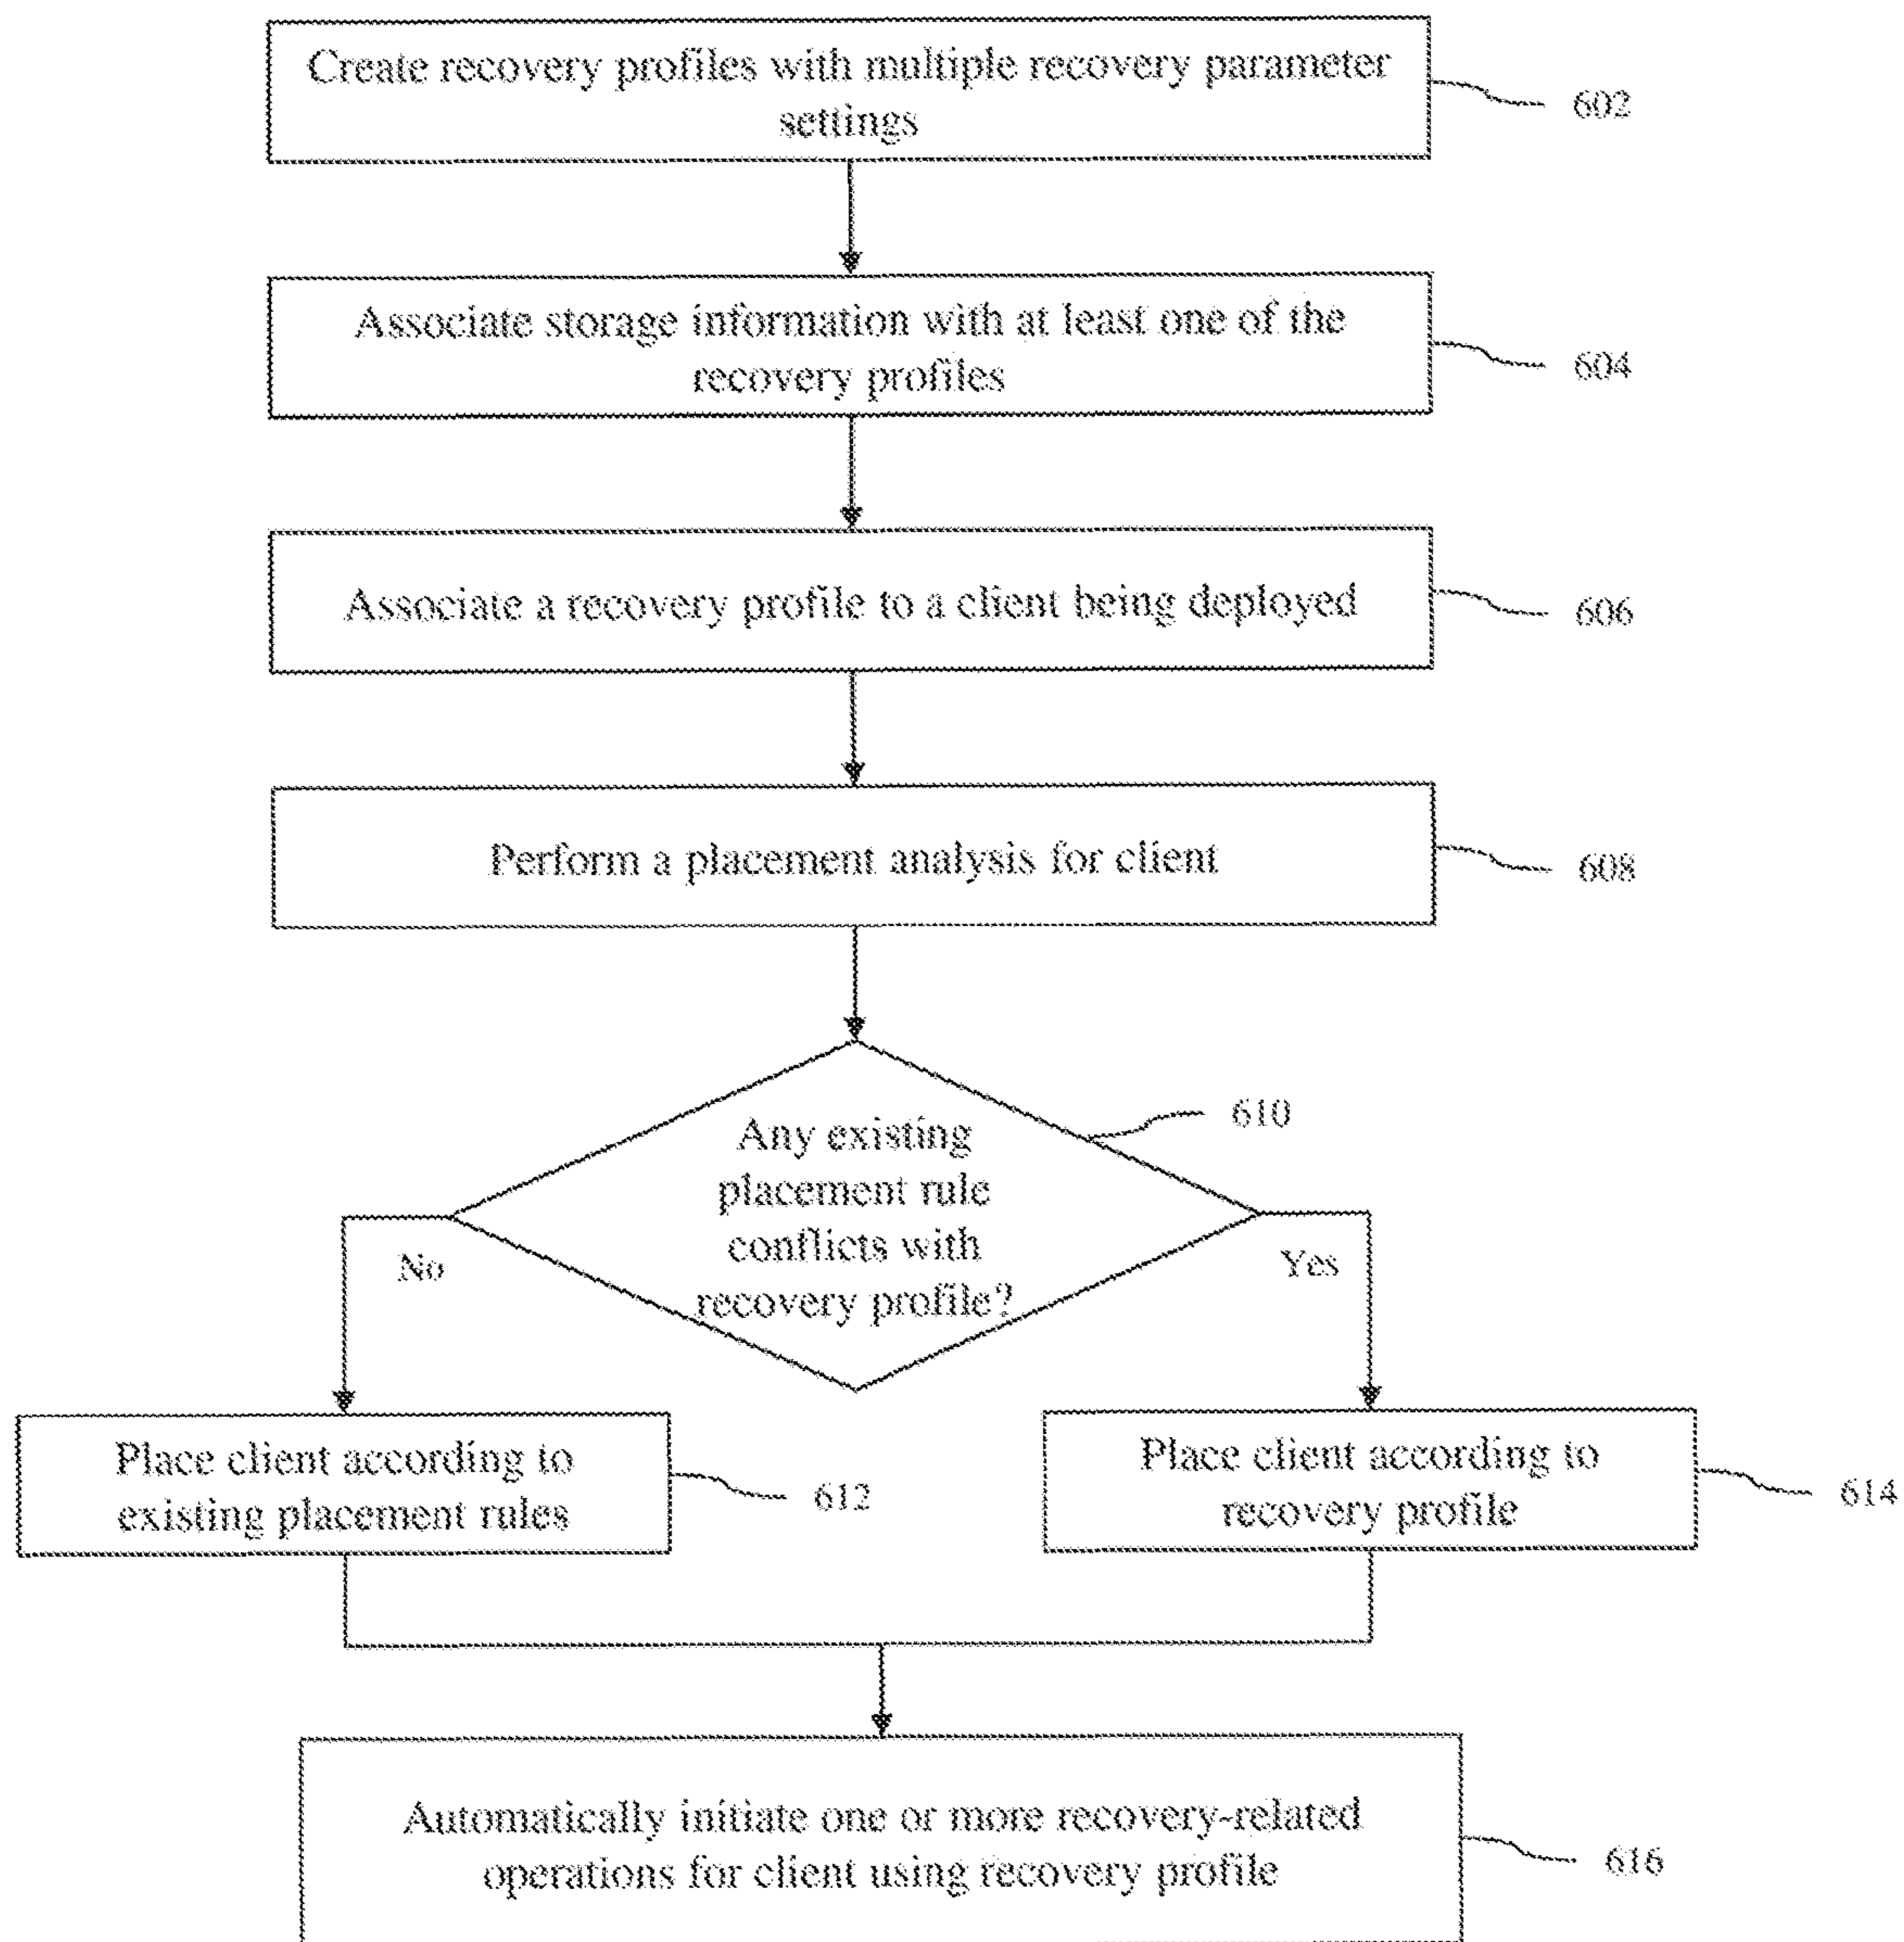 Create recovery profiles with multiple recovery parameter
settings
602
Associate storage information with at least one of the
recovery profiles
604
Associate a recovery profile to a client being deployed
606
Perform a placement analysis for client
608
Any existing
placement rule
conflicts with
recovery profile?
610
No
Yes
Place client according to
existing placement rules
612
Place client according to
recovery profile
614
Automatically initiate one or more recovery-related
operations for client using recovery profile
616